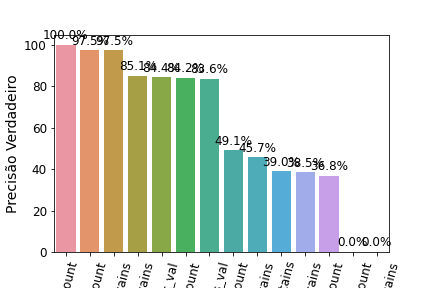 100.0%
97.5%
97.5%
85.1%
84.4%
84.2%
83.6%
49.1%
45.7%
39.0%
38.5%
36.8%
0.0%
0.0%
Precisão Verdadeiro
100
80
60
40
20
0
ount
ount
rains
rains
_val
ount
_val
ount
rains
rains
rains
ount
ount
rains